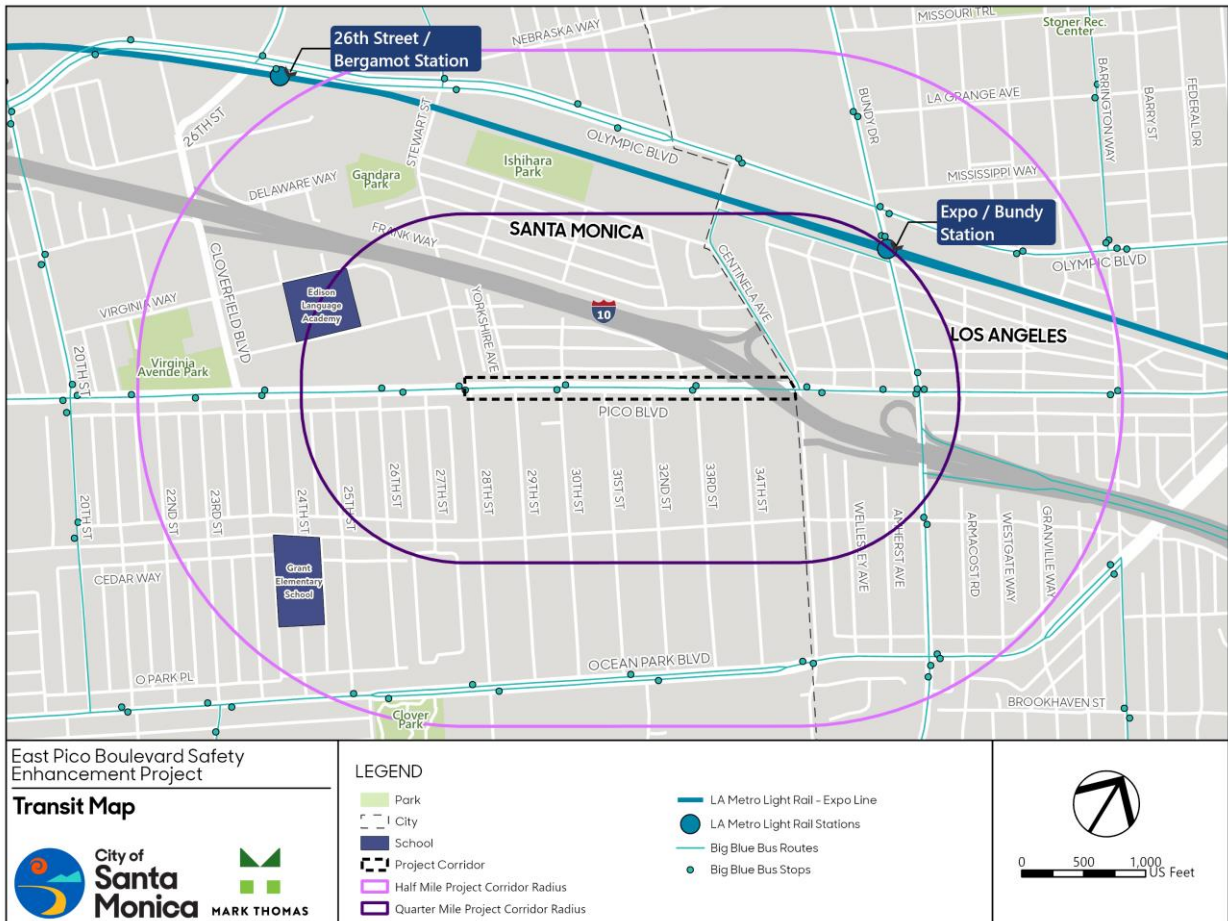 MISSOURI TRL
Stoner Rec.
Center
NEBRASKA WAY
26th Street /
Bergamot Station
LA GRANGE AVE
BUNDY DR
BARRINGTON WAY
BARRY ST
FEDERAL DR
26TH ST
STEWART ST
OLYMPIC BLVD
Ishihara
Park
Gandara
Park
DELAWARE WAY
MISSISSIPPI WAY
Expo / Bundy
Station
FRANK WAY
SANTA MONICA
CENTINELA AVE
OLYMPIC BLVD
CLOVERFIELD BLVD
Edison
Language
Academy
VIRGINIA WAY
YORKSHIRE AVE
10
LOS ANGELES
20TH ST
Virginia
Avenue Park
PICO BLVD
20TH ST
22ND ST
23RD ST
24TH ST
25TH ST
26TH ST
27TH ST
28TH ST
29TH ST
30TH ST
31ST ST
32ND ST
33RD ST
34TH ST
WELLESLEY AVE
AMHERST AVE
ARMACOST RD
WESTGATE WAY
GRANVILLE WAY
CEDAR WAY
Grant
Elementary
School
OCEAN PARK BLVD
O PARK PL
Clover
Park
BROOKHAVEN ST
East Pico Boulevard Safety
Enhancement Project
Transit Map
City of
Santa
Monica
MARK THOMAS
LEGEND
Park
City
School
Project Corridor
Half Mile Project Corridor Radius
Quarter Mile Project Corridor Radius
LA Metro Light Rail - Expo Line
LA Metro Light Rail Stations
Big Blue Bus Routes
Big Blue Bus Stops
0 500 1,000
US Feet